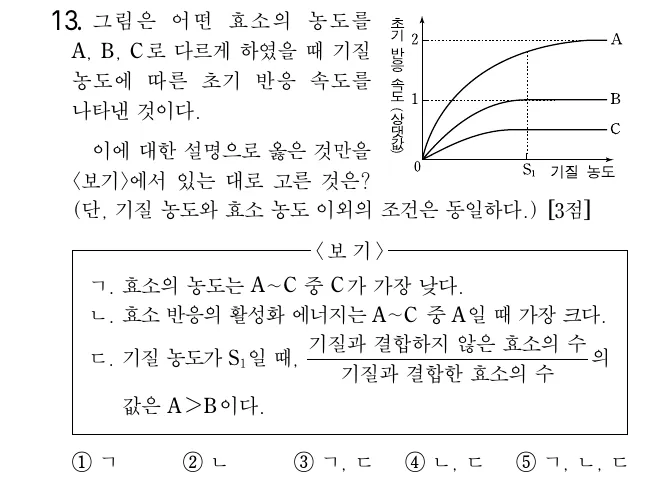 13. 그림은 어떤 효소의 농도를
A, B, C로 다르게 하였을 때 기질
농도에 따른 초기 반응 속도를
나타낸 것이다.
초기 반응 속도(상댓값)
2
1
0
A
B
C
S₁
기질 농도
이에 대한 설명으로 옳은 것만을
〈보기〉에서 있는 대로 고른 것은?
(단, 기질 농도와 효소 농도 이외의 조건은 동일하다.) [3점]
〈보 기〉
ㄱ. 효소의 농도는 A~C 중 C가 가장 낮다.
ㄴ. 효소 반응의 활성화 에너지는 A~C 중 A일 때 가장 크다.
ㄷ. 기질 농도가 S₁일 때, 기질과 결합하지 않은 효소의 수 / 기질과 결합한 효소의 수 의
값은 A>B이다.
① ㄱ ② ㄴ ③ ㄱ, ㄷ ④ ㄴ, ㄷ ⑤ ㄱ, ㄴ, ㄷ